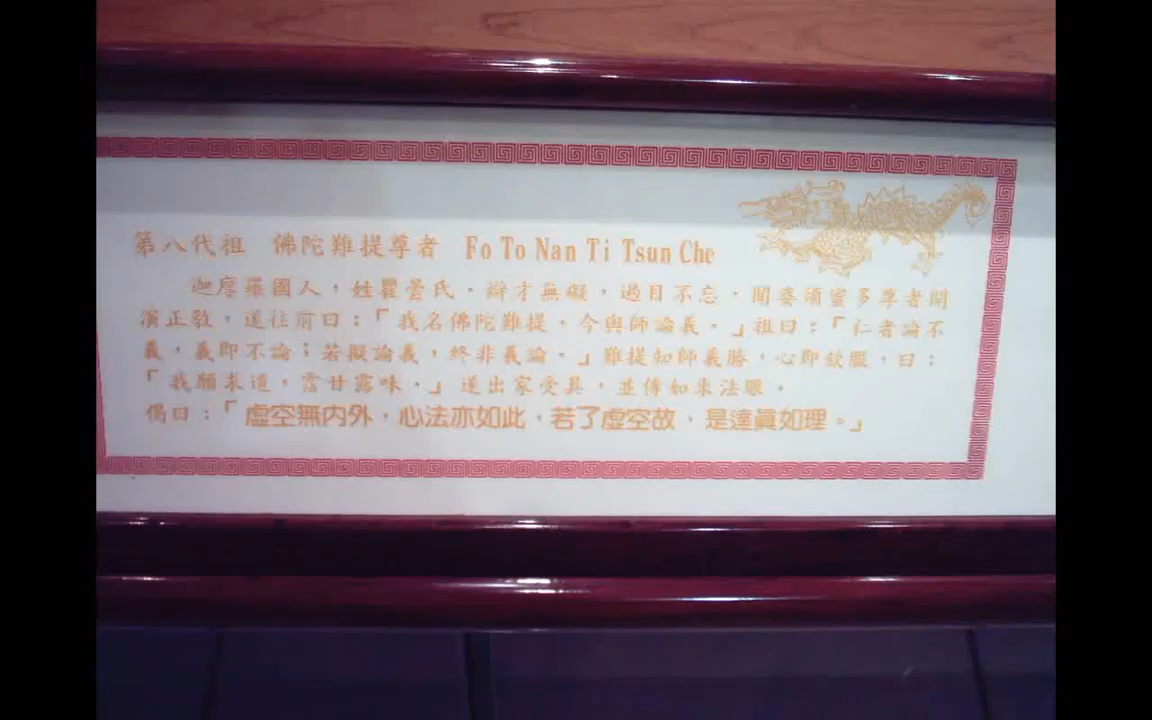 第八代祖 佛陀難提尊者 Fo To Nan Ti Tsun Che
迦摩羅國人，姓瞿曇氏。辯才無礙，過目不忘。聞婆須蜜多尊者闡
演正教，遂往前曰：「我名佛陀難提，今與師論義。」祖曰：「仁者論不
義，義即不論；若擬論義，終非義論。」難提知師義勝，心即欽服，曰：
「我願求道，霑甘露味。」遂出家受具，並傳如來法眼。
偈曰：「虛空無内外，心法亦如此，若了虛空故，是達眞如理。」